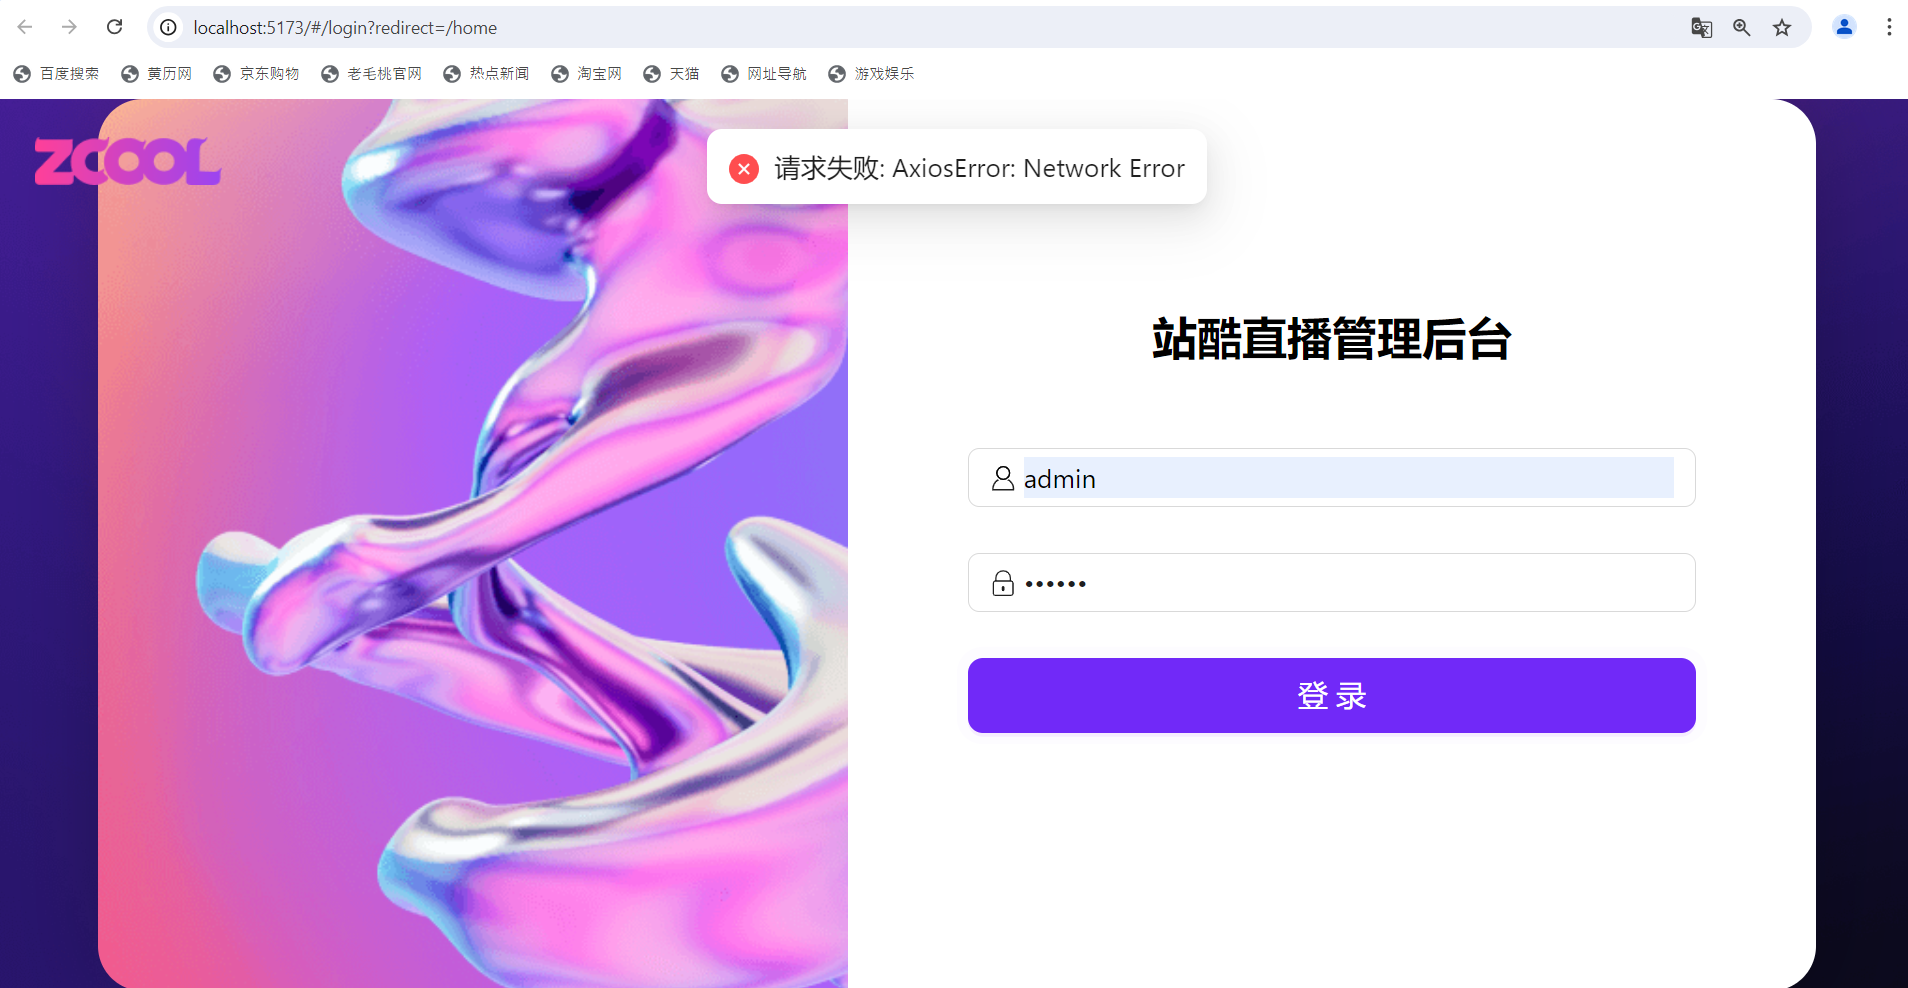 localhost:5173/#/login?redirect=/home
百度搜索 黄历网 京东购物 老毛桃官网 热点新闻 淘宝网 天猫 网址导航 游戏娱乐
ZCOOL
请求失败: AxiosError: Network Error
站酷直播管理后台
admin
••••••
登 录